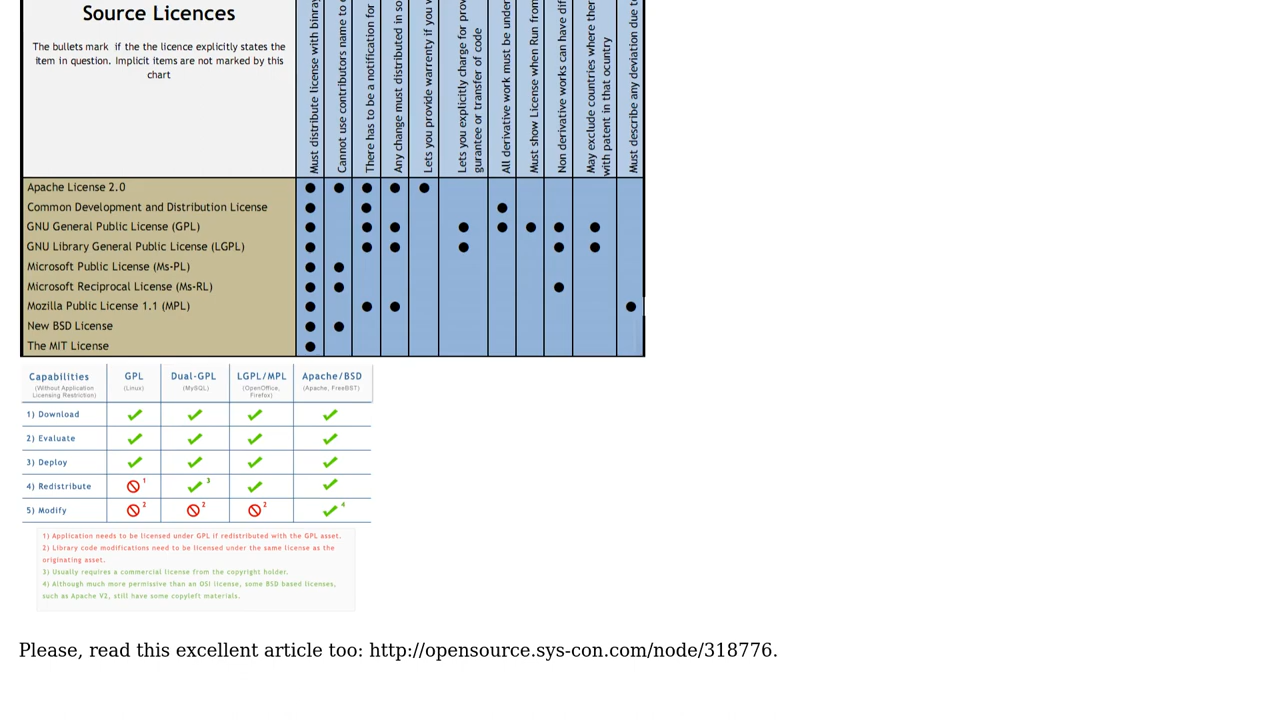 Source Licences
The bullets mark if the the licence explicitly states the
item in question. Implicit items are not marked by this
chart
Must distribute license with
Cannot use contributors name to
There has to be a notification for
Any change must distributed in
Lets you provide warrenty if you
Lets you explicitly charge for
gurantee or transfer of code
All derivative work must be under
Must show License when Run from
Non derivative works can have
May exclude countries where
with patent in that ocuntry
Must describe any deviation due
Apache License 2.0
Common Development and Distribution License
GNU General Public License (GPL)
GNU Library General Public License (LGPL)
Microsoft Public License (Ms-PL)
Microsoft Reciprocal License (Ms-RL)
Mozilla Public License 1.1 (MPL)
New BSD License
The MIT License
Capabilities GPL Dual-GPL LGPL/MPL Apache/BSD
(Without Application (Linux) (MySQL) (OpenOffice, (Apache, FreeBST)
Licensing Restriction) Firefox)
1) Download
2) Evaluate
3) Deploy
4) Redistribute 1 3
5) Modify 2 2 2 4
1) Application needs to be licensed under GPL if redistributed with the GPL asset.
2) Library code modifications need to be licensed under the same license as the
originating asset.
3) Usually requires a commercial license from the copyright holder.
4) Although much more permissive than an OSI license, some BSD based licenses,
such as Apache V2, still have some copyleft materials.
Please, read this excellent article too: http://opensource.sys-con.com/node/318776.